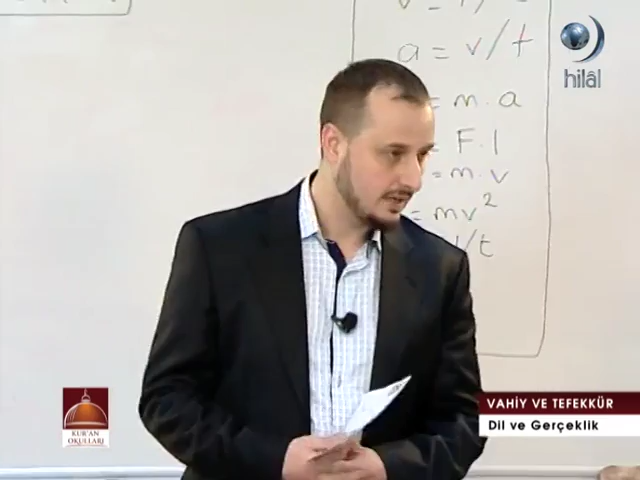 a = v/t
= m.a
F.l
= m.v
= mv²
/t
hilâl
KUR'AN
OKULLARI
VAHİY VE TEFEKKÜR
Dil ve Gerçeklik